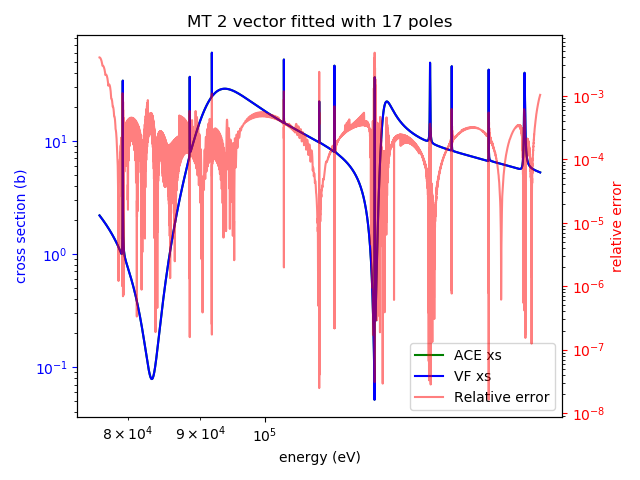 MT 2 vector fitted with 17 poles
cross section (b)
10¹
10⁰
10⁻¹
10⁻³
10⁻⁴
10⁻⁵
10⁻⁶
10⁻⁷
10⁻⁸
relative error
ACE xs
VF xs
Relative error
8 × 10⁴ 9 × 10⁴ 10⁵
energy (eV)